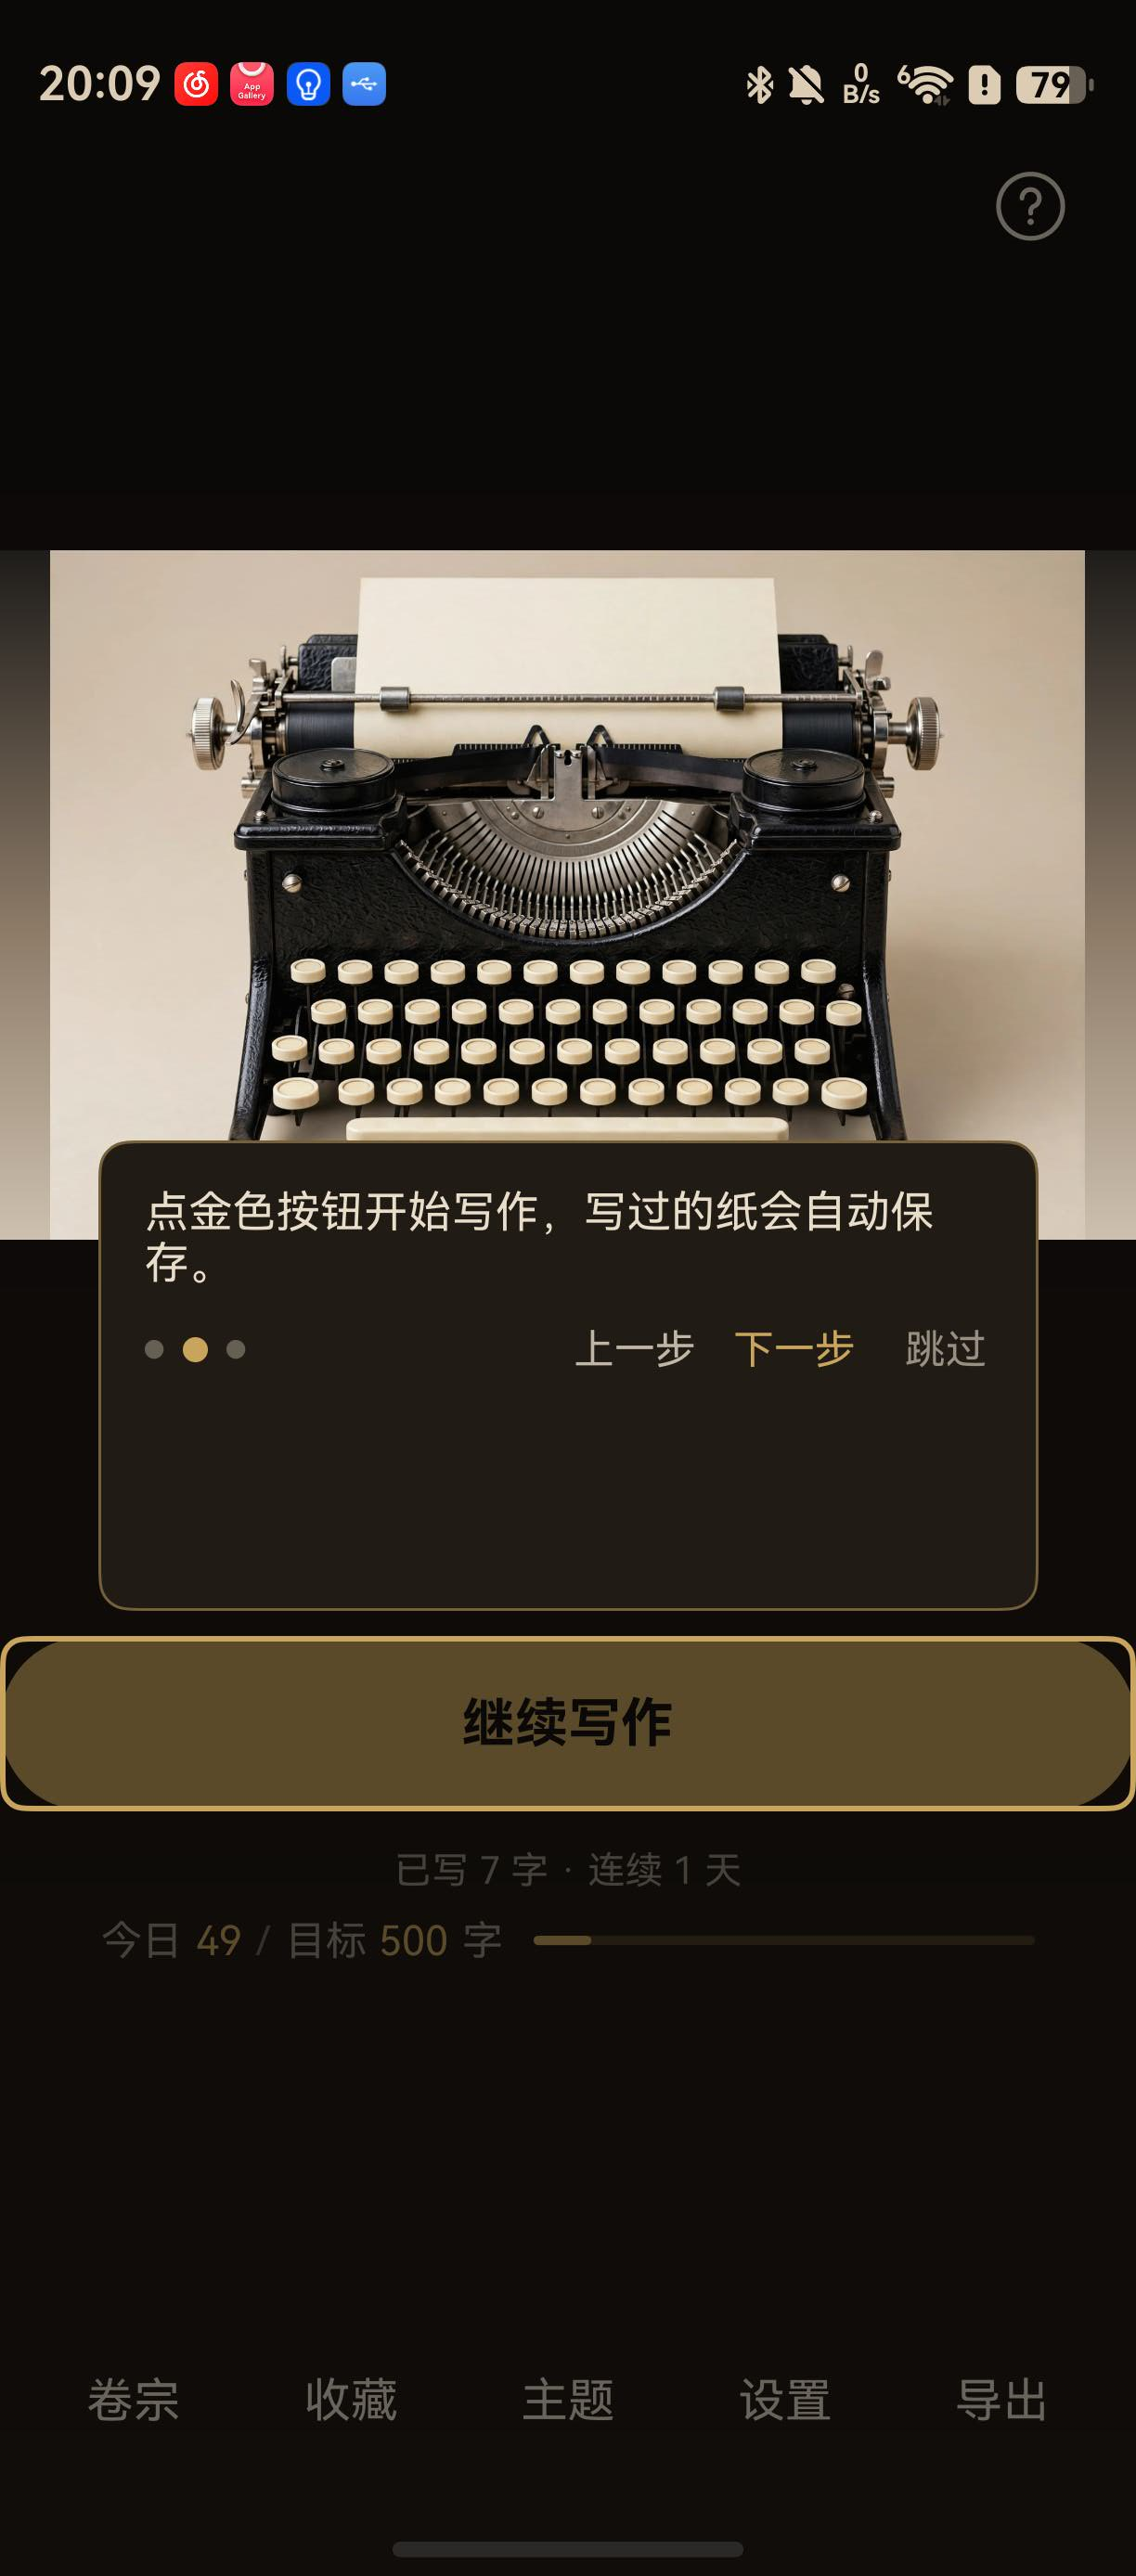 20:09
App
Gallery
0
B/s
6
79
?
点金色按钮开始写作，写过的纸会自动保
存。
上一步 下一步 跳过
继续写作
已写 7 字 · 连续 1 天
今日 49 / 目标 500 字
卷宗 收藏 主题 设置 导出